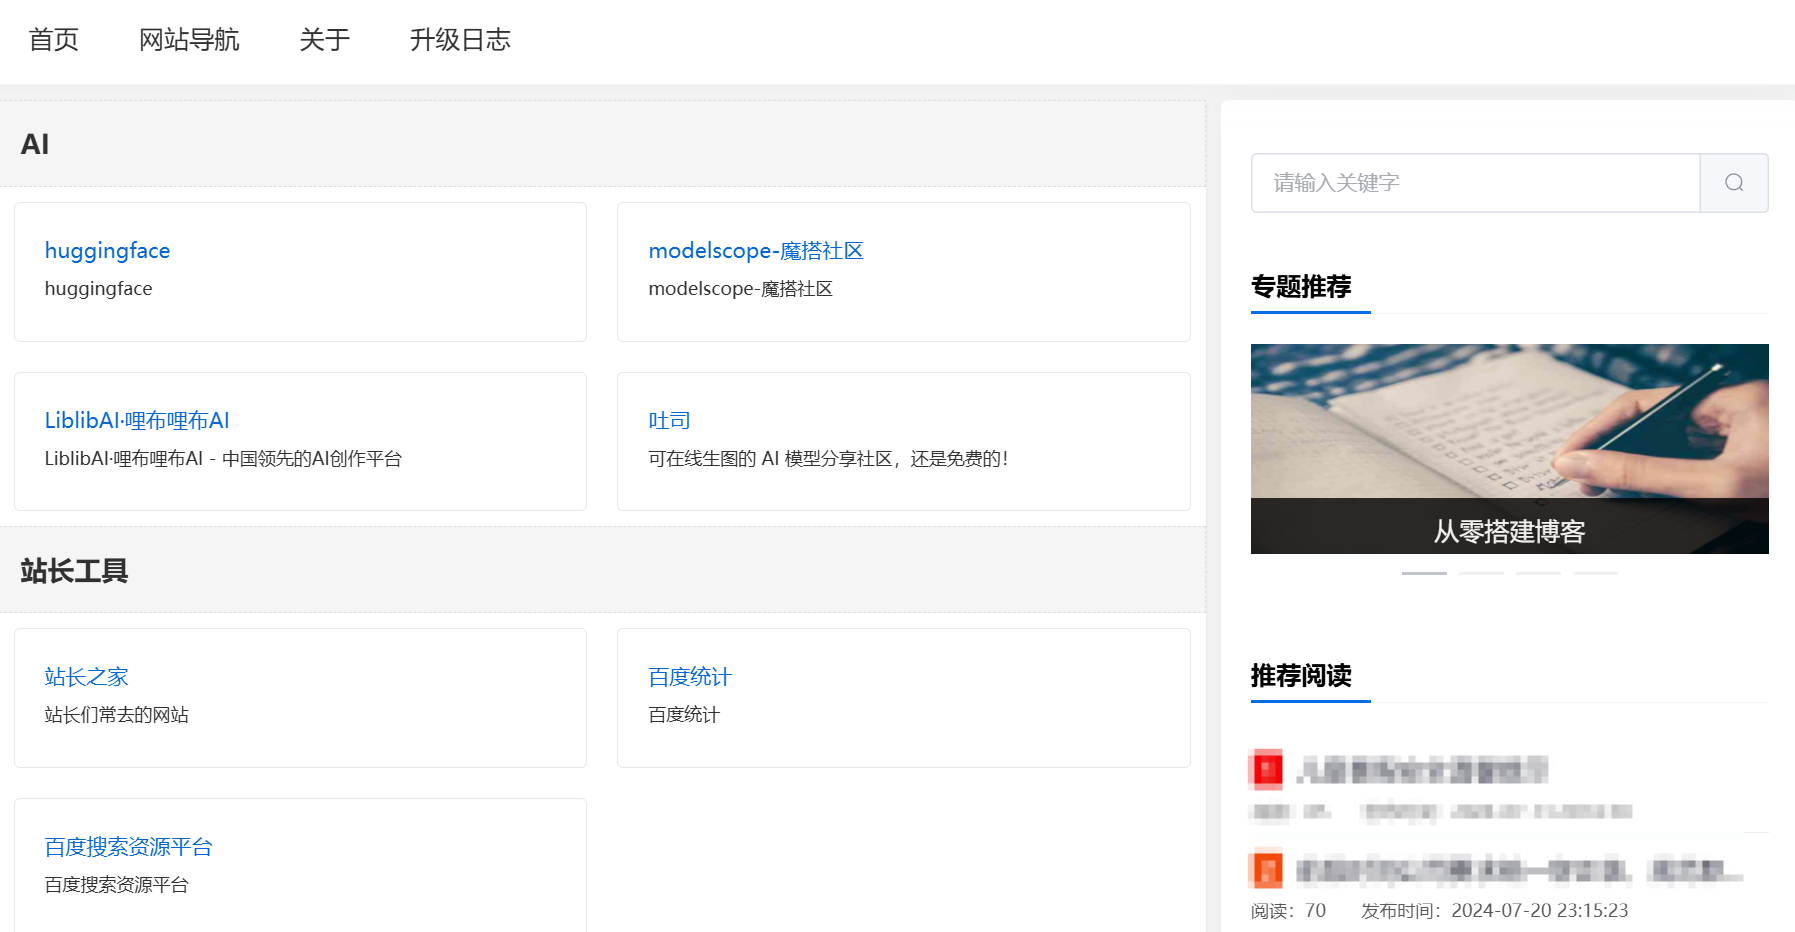 首页 网站导航 关于 升级日志
AI
huggingface
huggingface
modelscope-魔搭社区
modelscope-魔搭社区
LiblibAI·哩布哩布AI
LiblibAI·哩布哩布AI - 中国领先的AI创作平台
吐司
可在线生图的 AI 模型分享社区，还是免费的！
站长工具
站长之家
站长们常去的网站
百度统计
百度统计
百度搜索资源平台
百度搜索资源平台
请输入关键字
专题推荐
从零搭建博客
推荐阅读
阅读：70 发布时间：2024-07-20 23:15:23